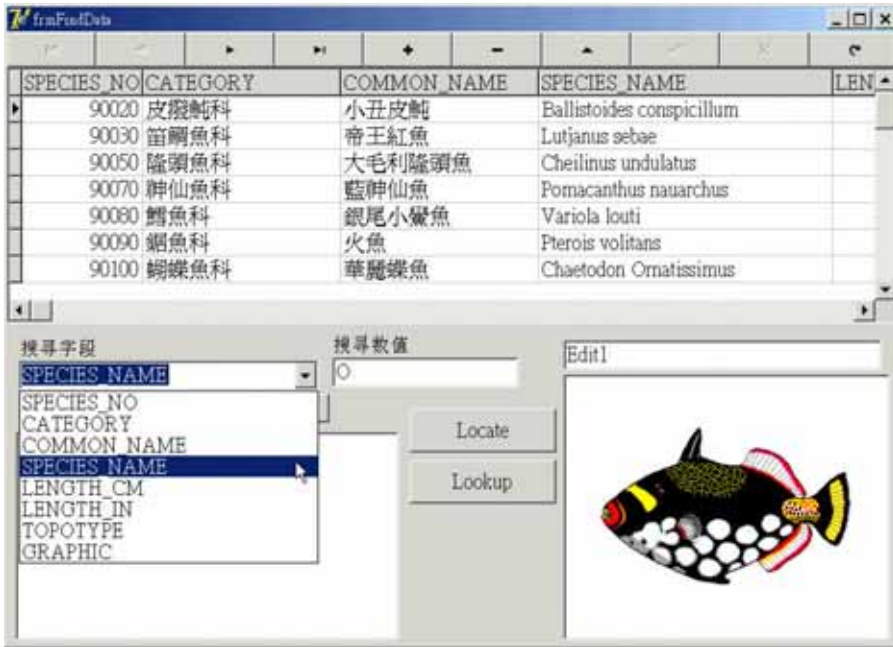 frmFindData
SPECIES_NO CATEGORY COMMON_NAME SPECIES_NAME LEN
90020 皮撥魨科 小丑皮魨 Ballistoides conspicillum
90030 笛鯛魚科 帝王紅魚 Lutjanus sebae
90050 隆頭魚科 大毛利隆頭魚 Cheilinus undulatus
90070 神仙魚科 藍神仙魚 Pomacanthus nauarchus
90080 鱈魚科 銀尾小鱟魚 Variola louti
90090 鋸魚科 火魚 Pterois volitans
90100 蝴蝶魚科 華麗蝶魚 Chaetodon Ornatissimus
搜尋字段 搜尋數值
SPECIES_NAME O Edit1
SPECIES_NO
CATEGORY
COMMON_NAME
SPECIES_NAME
LENGTH_CM
LENGTH_IN
TOPOTYPE
GRAPHIC
Locate
Lookup